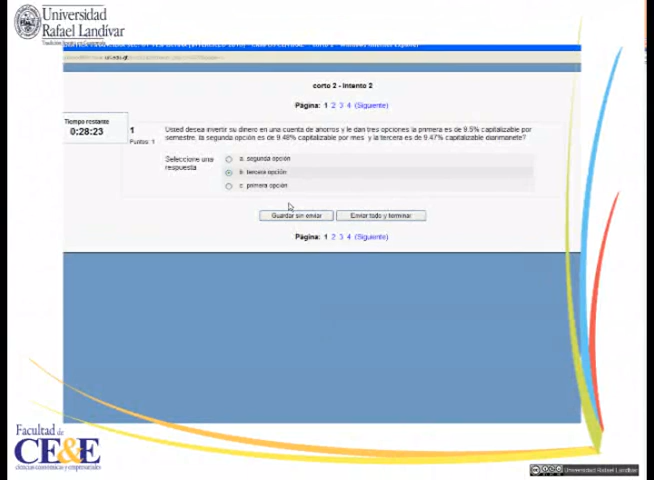 Universidad
Rafael Landívar
corto 2 - Intento 2
Página: 1 2 3 4 (Siguiente)
Tiempo restante
0:28:23
1
Puntos: 1
Usted desea invertir su dinero en una cuenta de ahorros y le dan tres opciones la primera es de 9.5% capitalizable por
semestre, la segunda opción es de 9.48% capitalizable por mes y la tercera es de 9.47% capitalizable diarimanete?
Seleccione una
respuesta
a. segunda opción
b. tercera opción
c. primera opción
Guardar sin enviar
Enviar todo y terminar
Página: 1 2 3 4 (Siguiente)
Facultad de
CE&E
ciencias económicas y empresariales
Universidad Rafael Landívar